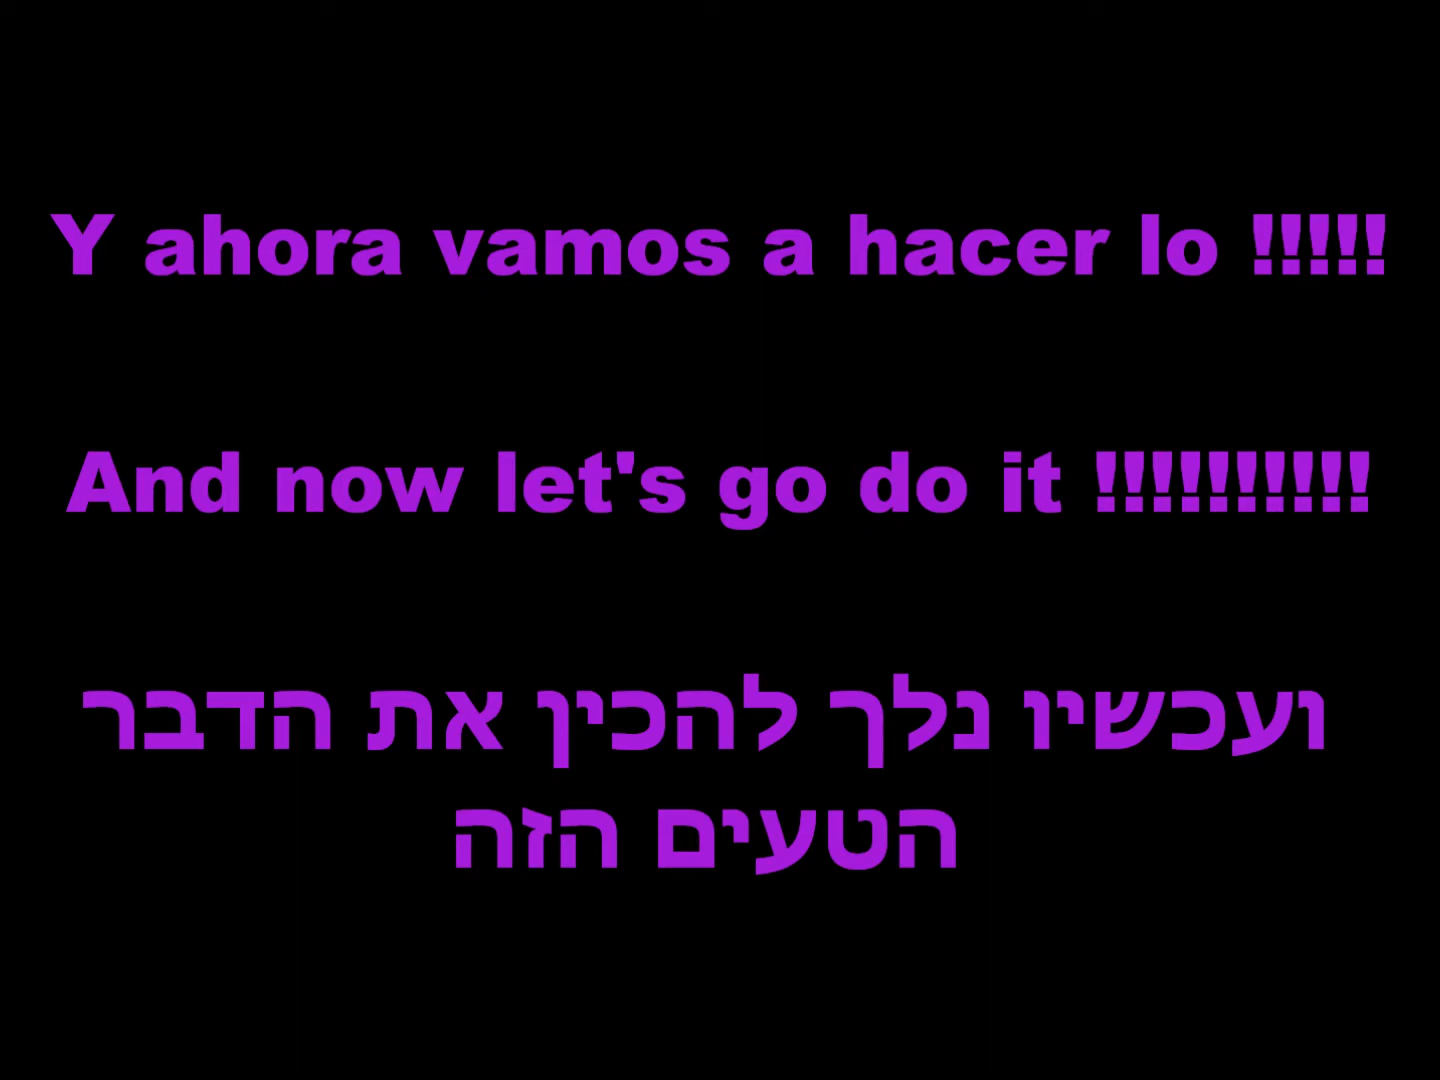 Y ahora vamos a hacer lo !!!!!
And now let's go do it !!!!!!!!!!
ועכשיו נלך להכין את הדבר
הטעים הזה